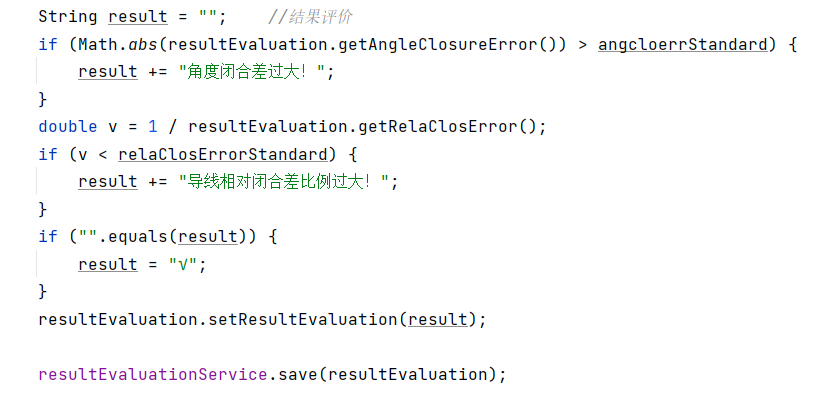 String result = "";    //结果评价
if (Math.abs(resultEvaluation.getAngleClosureError()) > angcloerrStandard) {
    result += "角度闭合差过大！";
}
double v = 1 / resultEvaluation.getRelaClosError();
if (v < relaClosErrorStandard) {
    result += "导线相对闭合差比例过大！";
}
if ("".equals(result)) {
    result = "√";
}
resultEvaluation.setResultEvaluation(result);
resultEvaluationService.save(resultEvaluation);